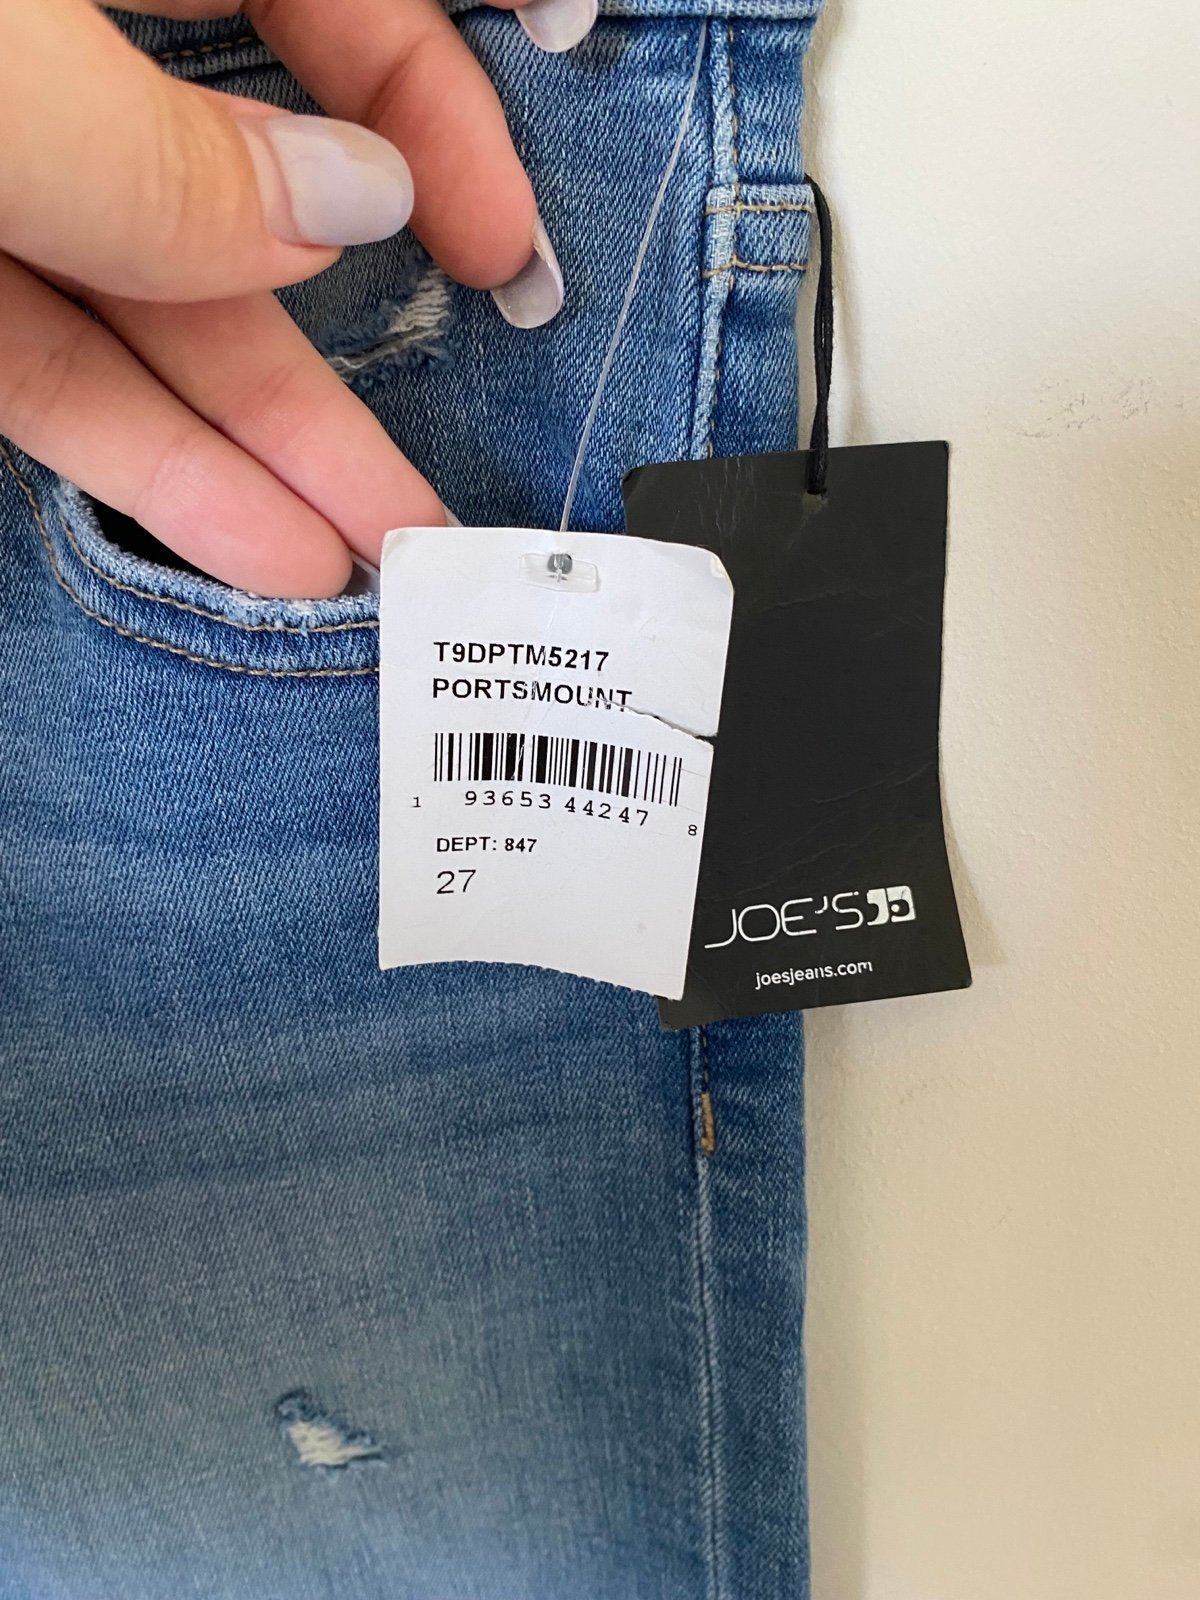 T9DPTM5217
PORTSMOUNT
1 93653 44247 8
DEPT: 847
27
JOE'S
joesjeans.com